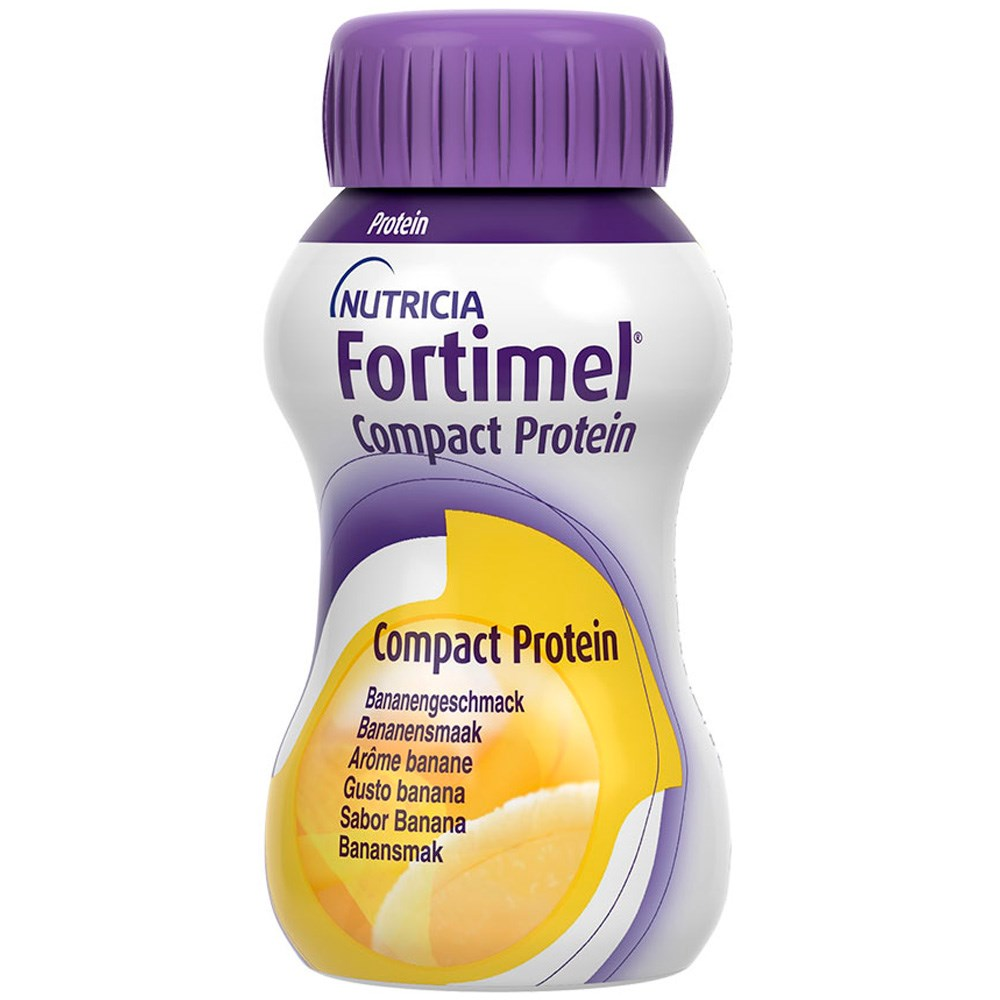 Protein
NUTRICIA
Fortimel®
Compact Protein
Compact Protein
Bananengeschmack
Bananensmaak
Arôme banane
Gusto banana
Sabor Banana
Banansmak